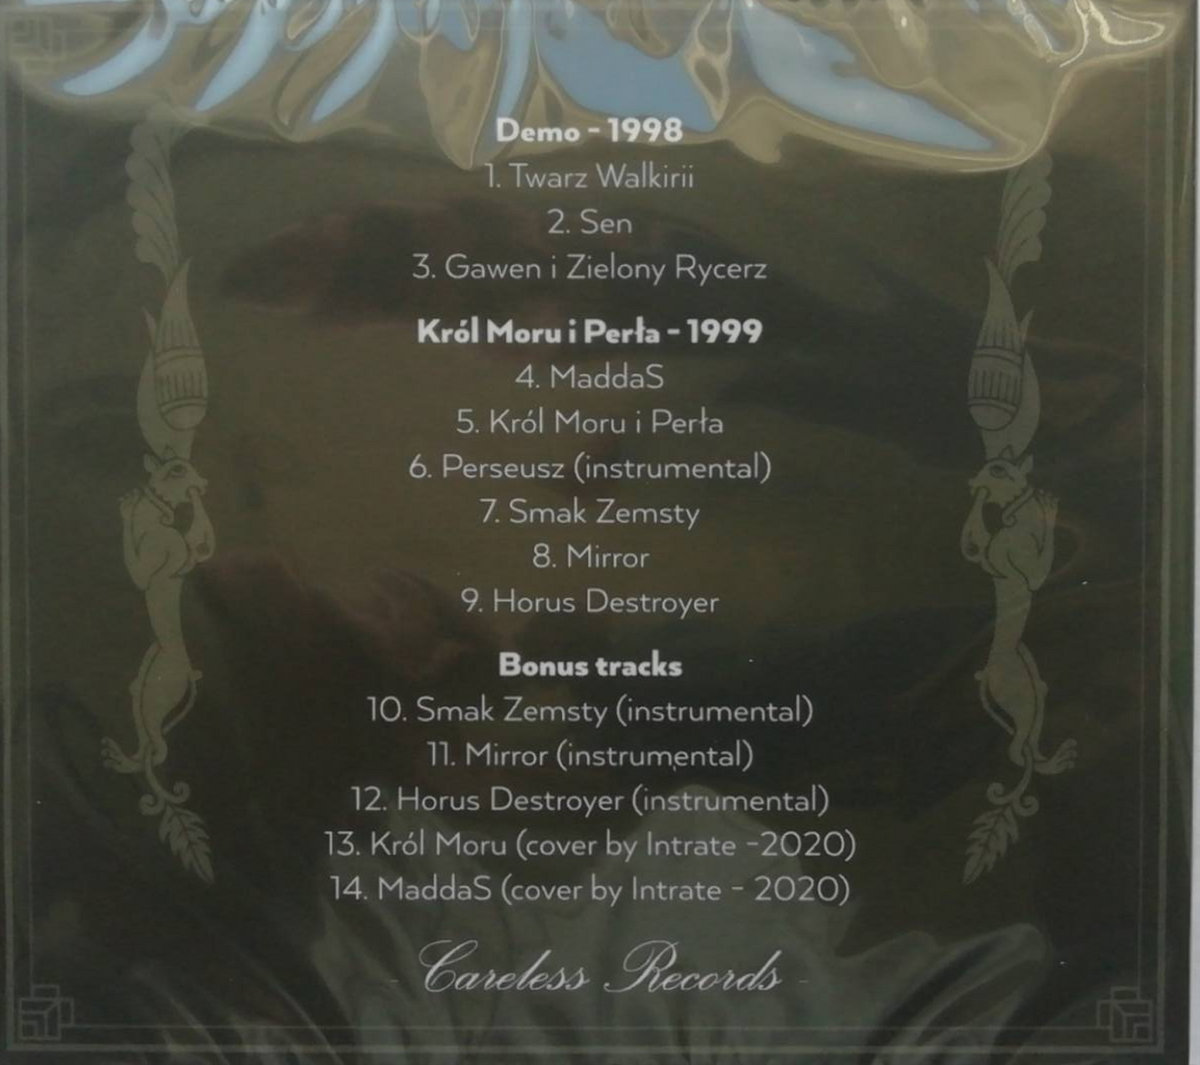 Demo - 1998
1. Twarz Walkirii
2. Sen
3. Gawen i Zielony Rycerz
Król Moru i Perła - 1999
4. MaddaS
5. Król Moru i Perła
6. Perseusz (instrumental)
7. Smak Zemsty
8. Mirror
9. Horus Destroyer
Bonus tracks
10. Smak Zemsty (instrumental)
11. Mirror (instrumental)
12. Horus Destroyer (instrumental)
13. Król Moru (cover by Intrate -2020)
14. MaddaS (cover by Intrate - 2020)
- Careless Records -